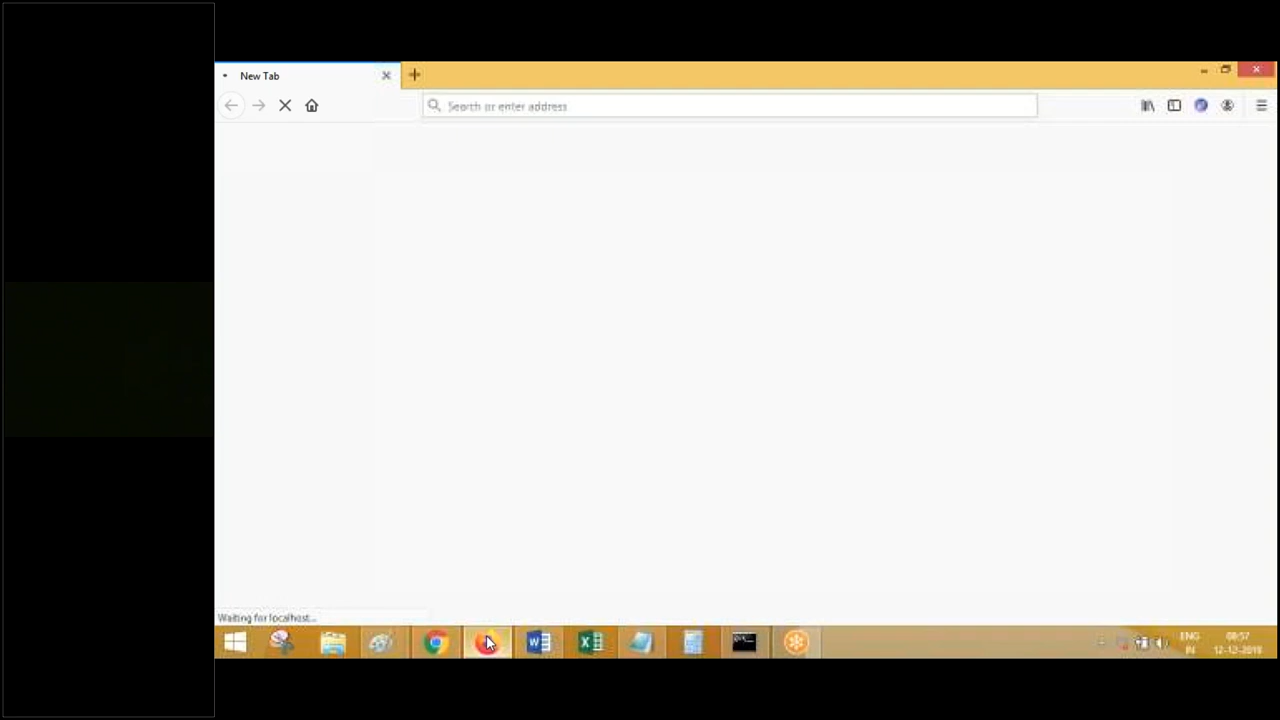 New Tab
Search or enter address
Waiting for localhost...
ENG
08:57
IN
12-12-2018